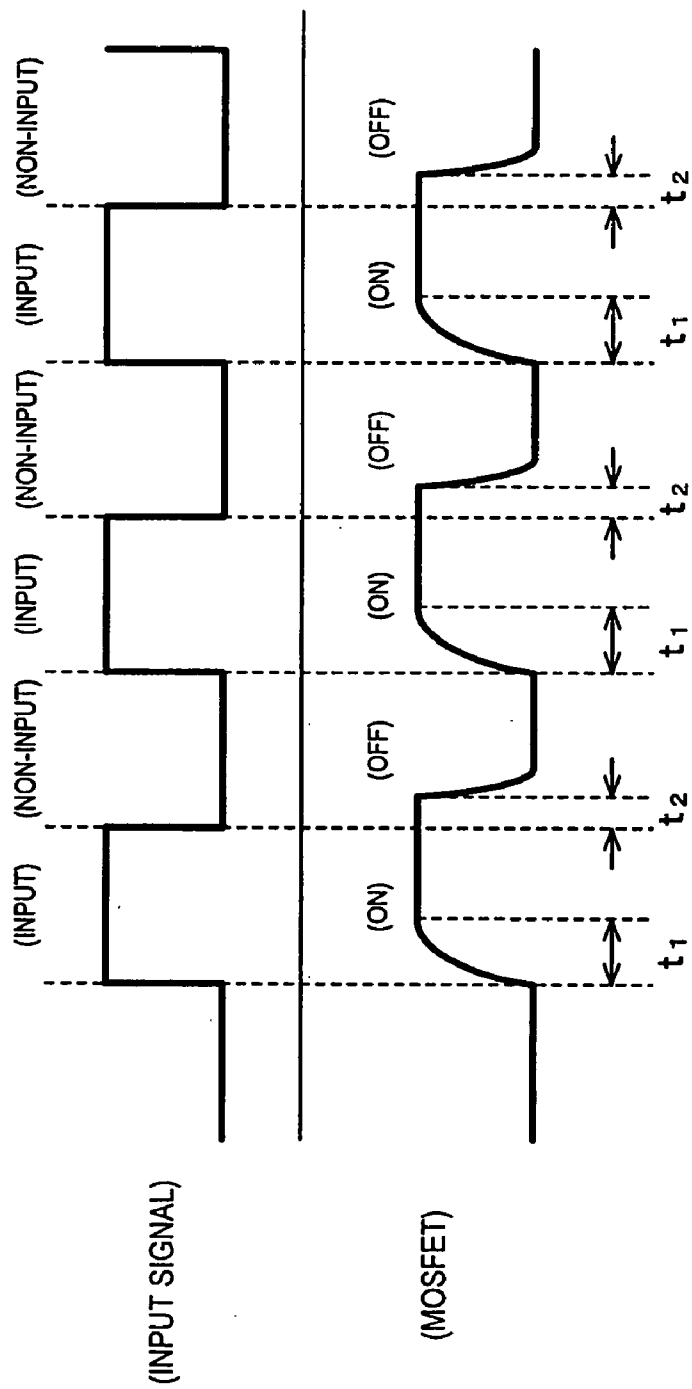 (INPUT) (NON-INPUT) (INPUT) (NON-INPUT) (INPUT) (NON-INPUT)
(INPUT SIGNAL)
(ON) (OFF) (ON) (OFF) (ON) (OFF)
(MOSFET)
t1 t2 t1 t2 t1 t2